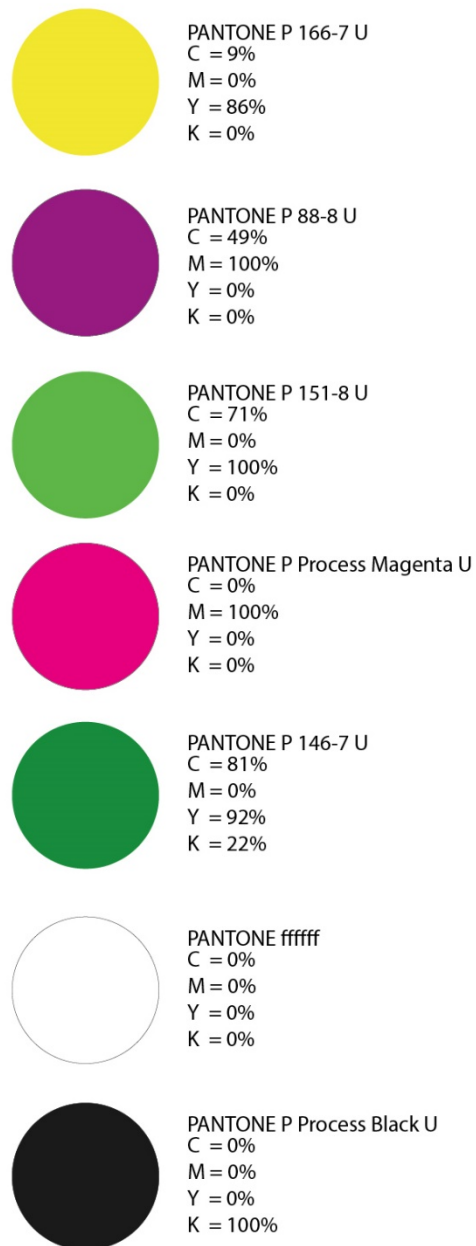 PANTONE P 166-7 U
C = 9%
M = 0%
Y = 86%
K = 0%
PANTONE P 88-8 U
C = 49%
M = 100%
Y = 0%
K = 0%
PANTONE P 151-8 U
C = 71%
M = 0%
Y = 100%
K = 0%
PANTONE P Process Magenta U
C = 0%
M = 100%
Y = 0%
K = 0%
PANTONE P 146-7 U
C = 81%
M = 0%
Y = 92%
K = 22%
PANTONE ffffff
C = 0%
M = 0%
Y = 0%
K = 0%
PANTONE P Process Black U
C = 0%
M = 0%
Y = 0%
K = 100%